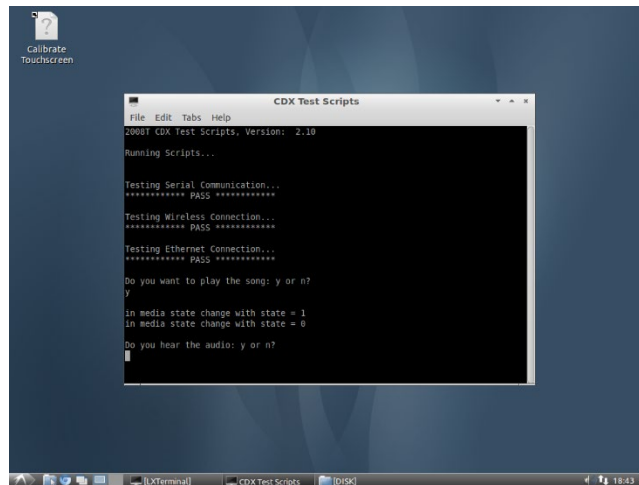 Calibrate
Touchscreen
CDX Test Scripts
File Edit Tabs Help
2008T CDX Test Scripts, Version: 2.10
Running Scripts...
Testing Serial Communication...
************ PASS ************
Testing Wireless Connection...
************ PASS ************
Testing Ethernet Connection...
************ PASS ************
Do you want to play the song: y or n?
y
in media state change with state = 1
in media state change with state = 0
Do you hear the audio: y or n?
[LXTerminal] CDX Test Scripts [DISK] 18:43